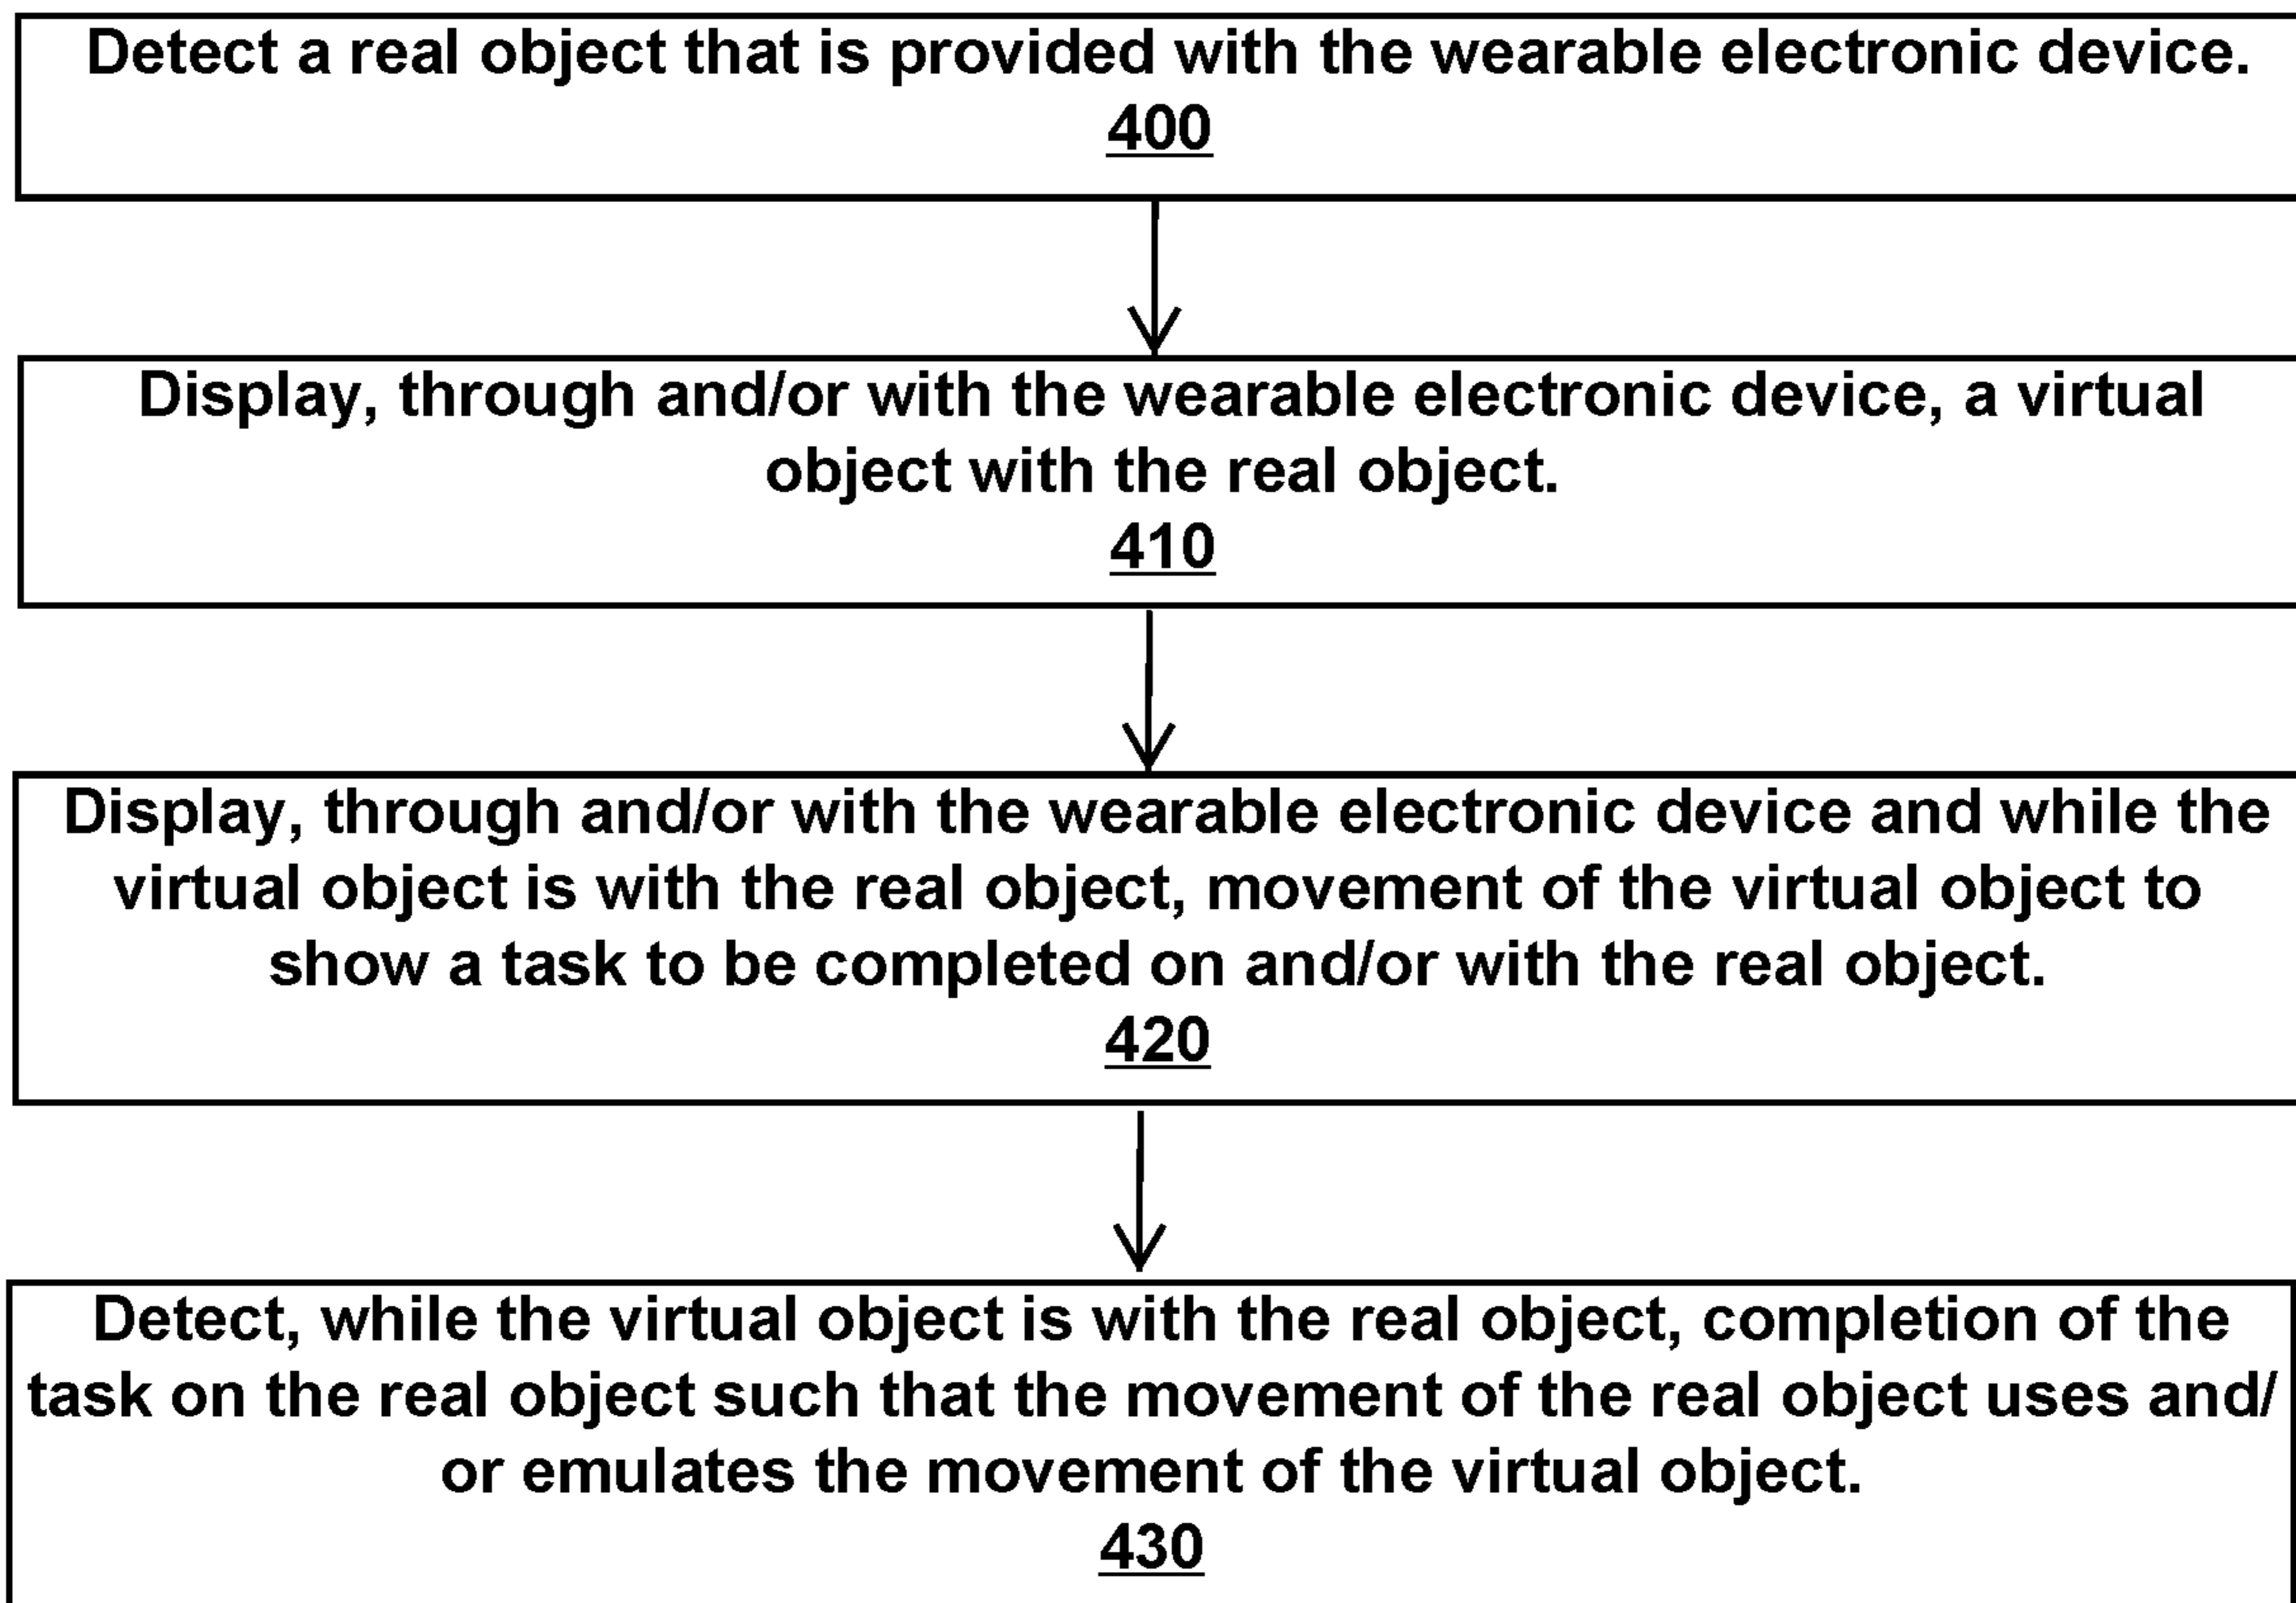 Detect a real object that is provided with the wearable electronic device.
400
Display, through and/or with the wearable electronic device, a virtual
object with the real object.
410
Display, through and/or with the wearable electronic device and while the
virtual object is with the real object, movement of the virtual object to
show a task to be completed on and/or with the real object.
420
Detect, while the virtual object is with the real object, completion of the
task on the real object such that the movement of the real object uses and/
or emulates the movement of the virtual object.
430